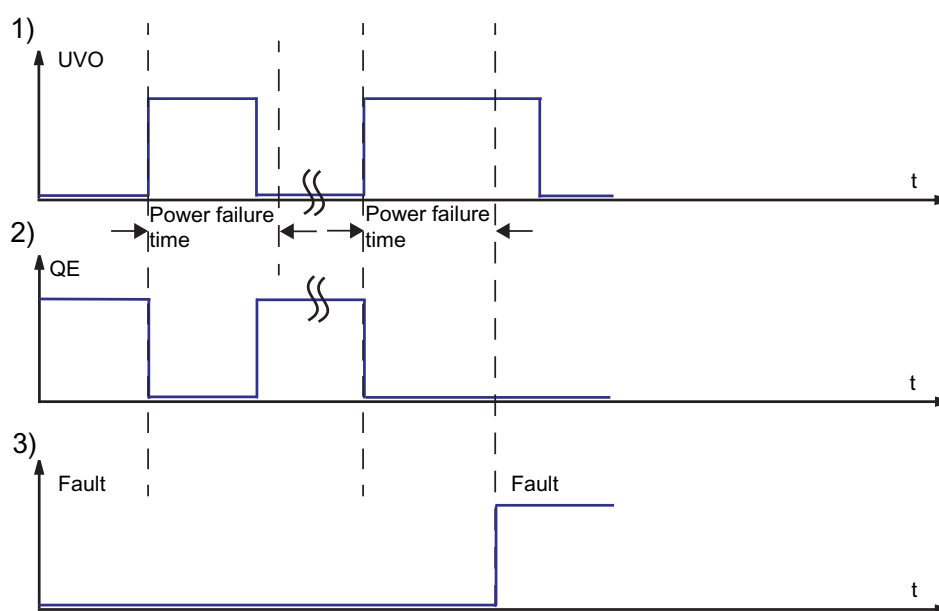 1)
UVO
t
Power failure
time
Power failure
time
2)
QE
t
3)
Fault
Fault
t